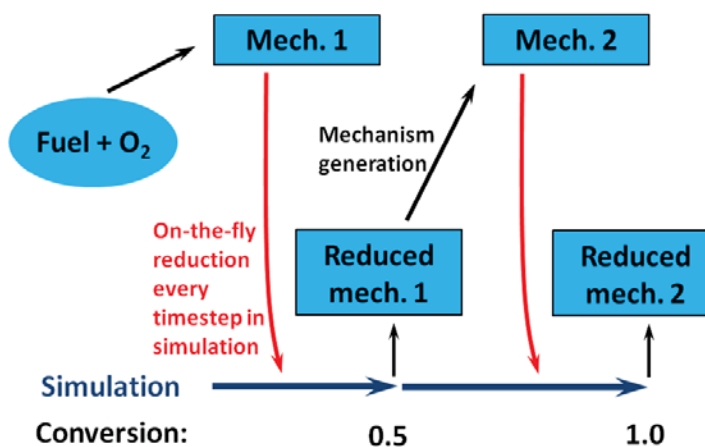 Mech. 1
Mech. 2
Fuel + O₂
Mechanism
generation
On-the-fly
reduction
every
timestep in
simulation
Reduced
mech. 1
Reduced
mech. 2
Simulation
Conversion:
0.5
1.0